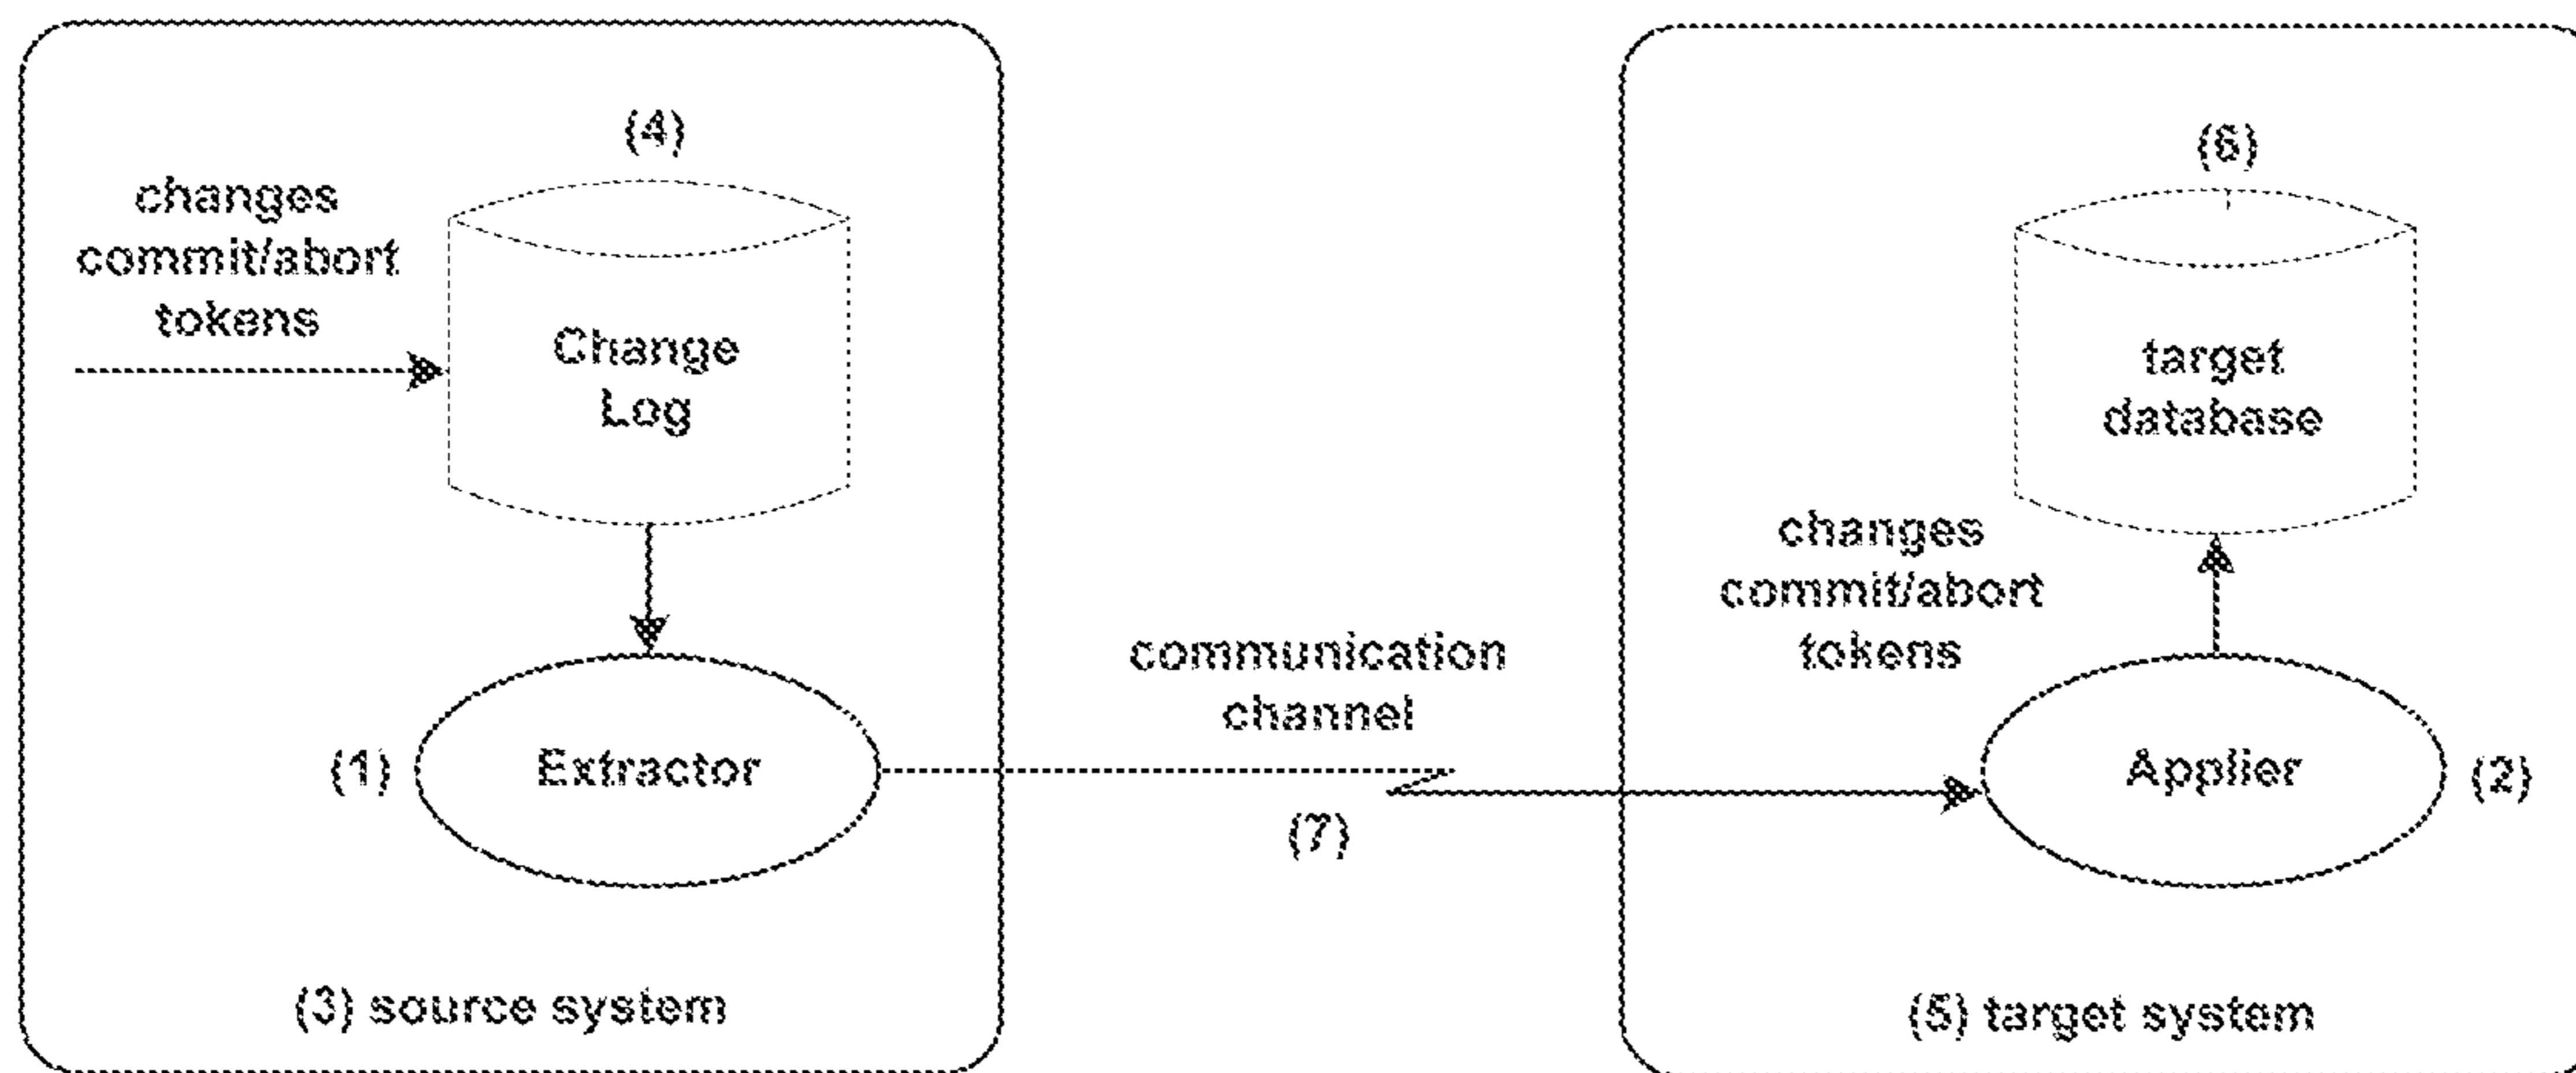 (4)
changes
commit/abort
tokens
Change
Log
(1)
Extractor
(3) source system
communication
channel
(7)
(6)
target
database
changes
commit/abort
tokens
Applier
(2)
(5) target system